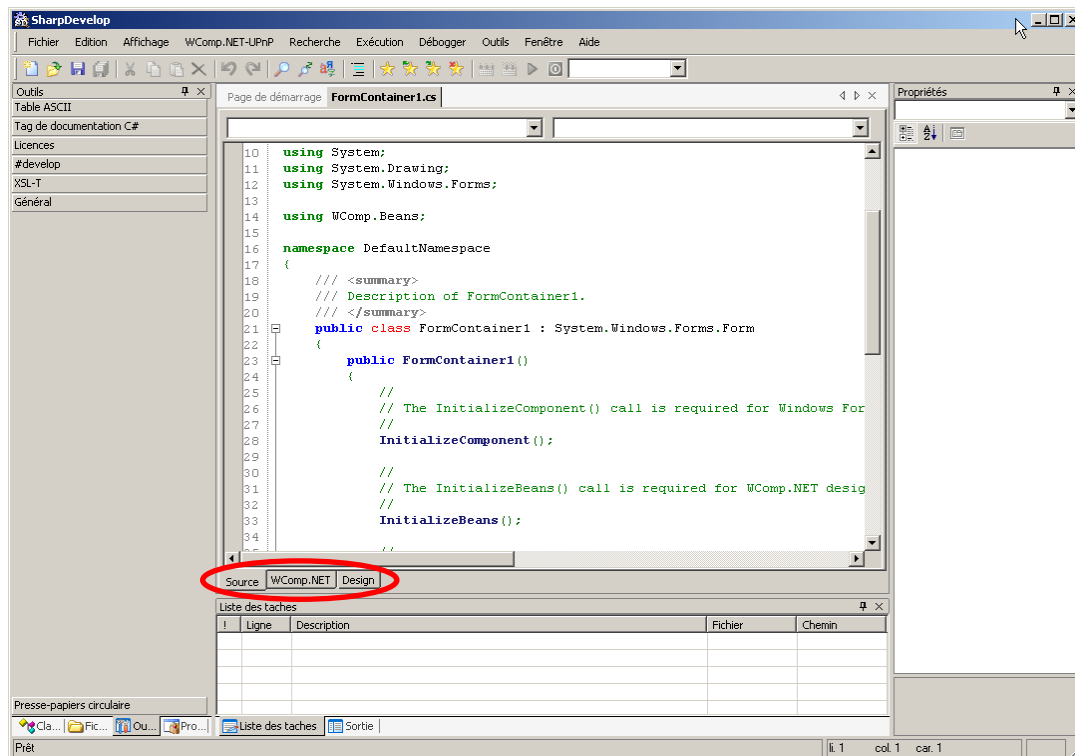 SharpDevelop
Fichier Edition Affichage WComp.NET-UPnP Recherche Exécution Débogger Outils Fenêtre Aide
Outils
Table ASCII
Tag de documentation C#
Licences
#develop
XSL-T
Général
Presse-papiers circulaire
Cla... Fic... Ou... Pro...
Page de démarage FormContainer1.cs
10 using System;
11 using System.Drawing;
12 using System.Windows.Forms;
13
14 using WComp.Beans;
15
16 namespace DefaultNamespace
17 {
18 /// <summary>
19 /// Description of FormContainer1.
20 /// </summary>
21 public class FormContainer1 : System.Windows.Forms.Form
22 {
23 public FormContainer1()
24 {
25 //
26 // The InitializeComponent() call is required for Windows For
27 //
28 InitializeComponent();
29
30 //
31 // The InitializeBeans() call is required for WComp.NET desig
32 //
33 InitializeBeans();
34
35 //
Source WComp.NET Design
Liste des taches
! Ligne Description Fichier Chemin
Liste des taches Sortie
Propriétés
Prêt li. 1 col. 1 car. 1